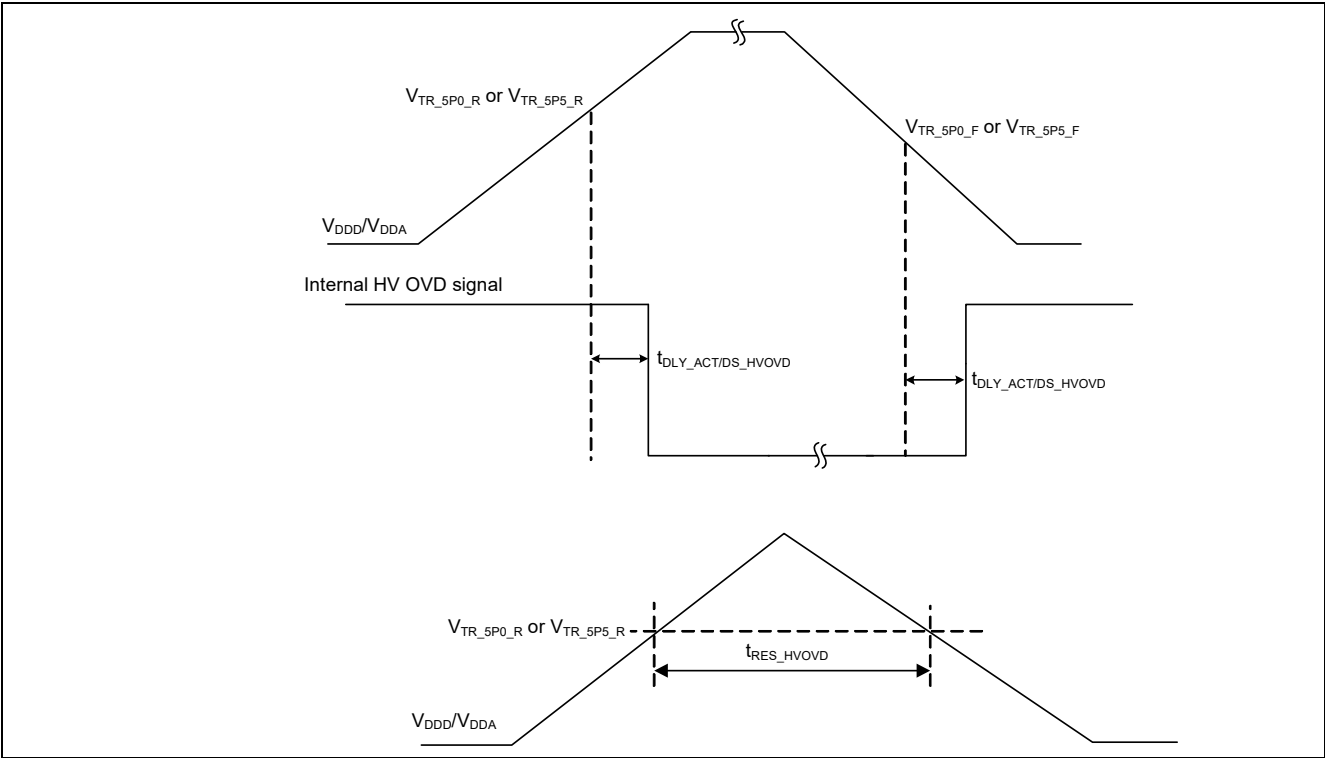 V_TR_5P0_R or V_TR_5P5_R
V_TR_5P0_F or V_TR_5P5_F
V_DDD/V_DDA
Internal HV OVD signal
t_DLY_ACT/DS_HVOVD
t_DLY_ACT/DS_HVOVD
V_TR_5P0_R or V_TR_5P5_R
t_RES_HVOVD
V_DDD/V_DDA